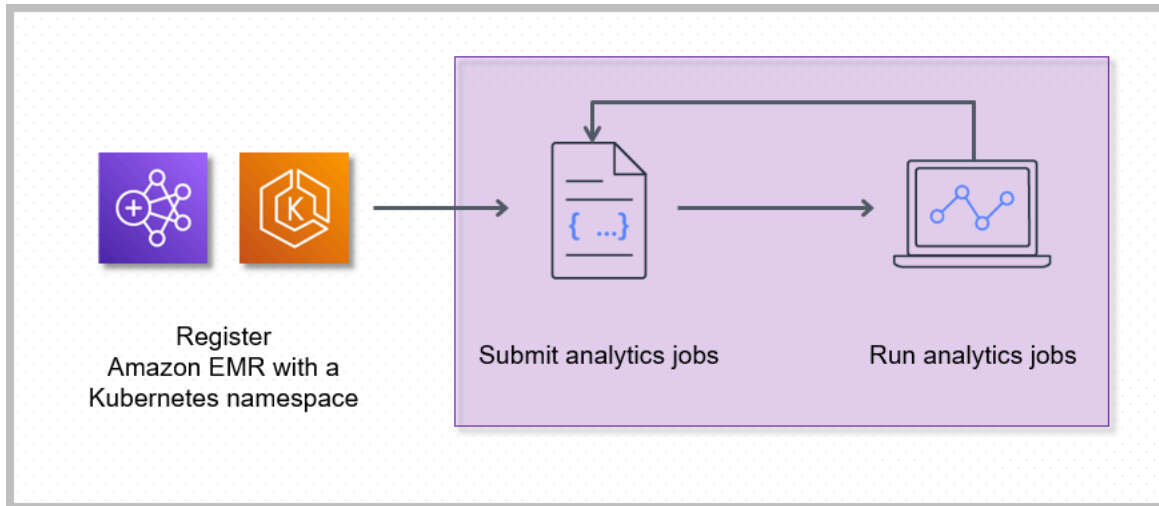 K
{ ...}
Register
Amazon EMR with a
Kubernetes namespace
Submit analytics jobs
Run analytics jobs